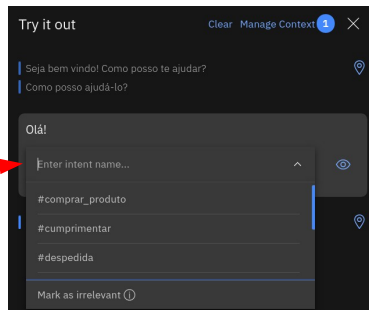 Try it out
Clear Manage Context 1
Seja bem vindo! Como posso te ajudar?
Como posso ajudá-lo?
Olá!
Enter intent name...
#comprar_produto
#cumprimentar
#despedida
Mark as irrelevant